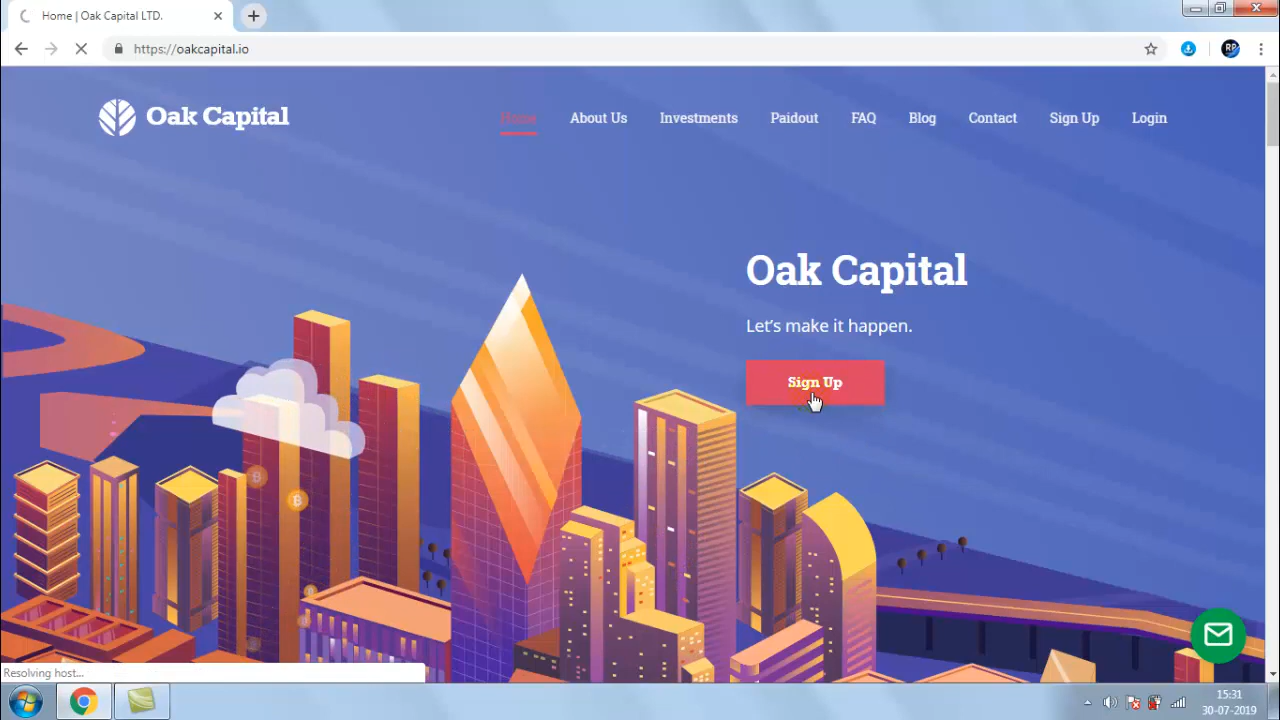 Home | Oak Capital LTD.
https://oakcapital.io
RP
Oak Capital
Home
About Us
Investments
Paidout
FAQ
Blog
Contact
Sign Up
Login
Oak Capital
Let's make it happen.
Sign Up
Resolving host...
15:31
30-07-2019